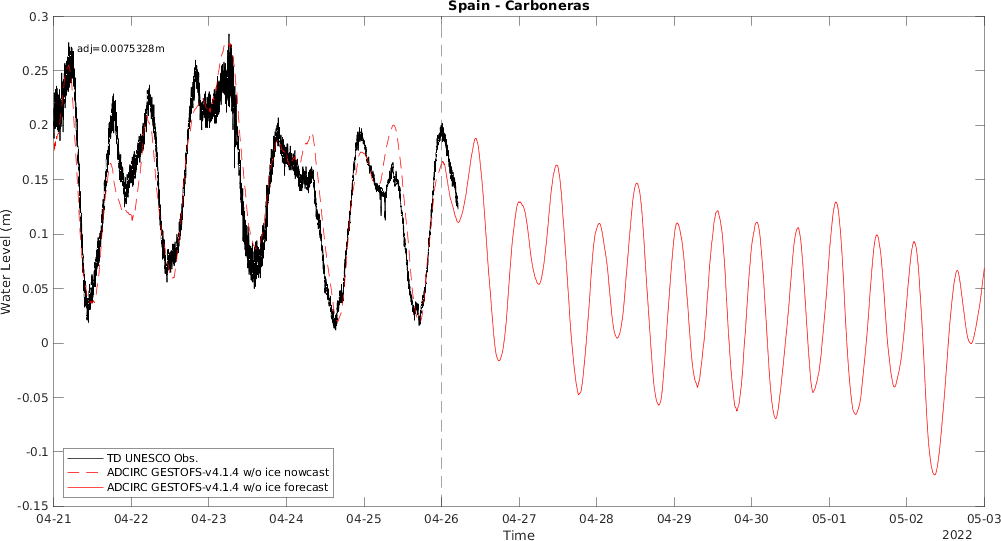 Spain - Carboneras
0.3
0.25
0.2
0.15
0.1
0.05
0
-0.05
-0.1
-0.15
Water Level (m)
adj=0.0075328m
TD UNESCO Obs.
ADCIRC GESTOFS-v4.1.4 w/o ice nowcast
ADCIRC GESTOFS-v4.1.4 w/o ice forecast
04-21 04-22 04-23 04-24 04-25 04-26 04-27 04-28 04-29 04-30 05-01 05-02 05-03
Time
2022